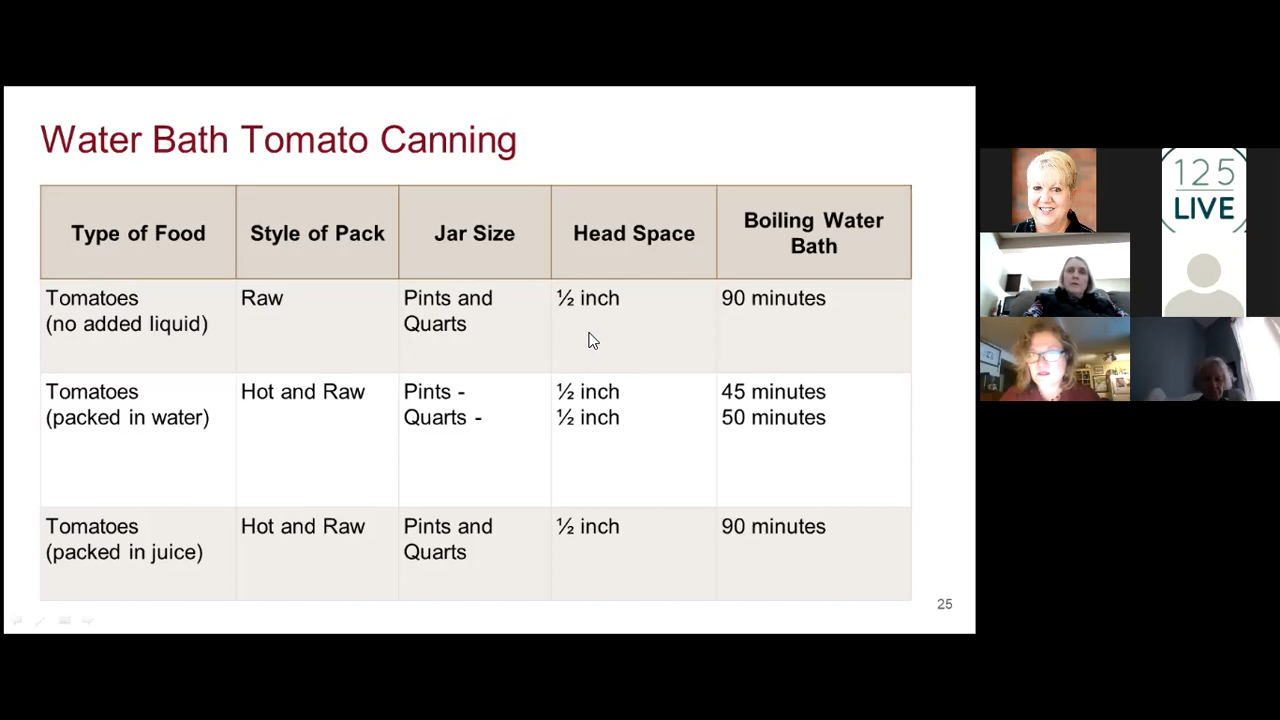 Water Bath Tomato Canning
Type of Food
Style of Pack
Jar Size
Head Space
Boiling Water
Bath
Tomatoes
(no added liquid)
Raw
Pints and
Quarts
½ inch
90 minutes
Tomatoes
(packed in water)
Hot and Raw
Pints -
Quarts -
½ inch
½ inch
45 minutes
50 minutes
Tomatoes
(packed in juice)
Hot and Raw
Pints and
Quarts
½ inch
90 minutes
25
125
LIVE